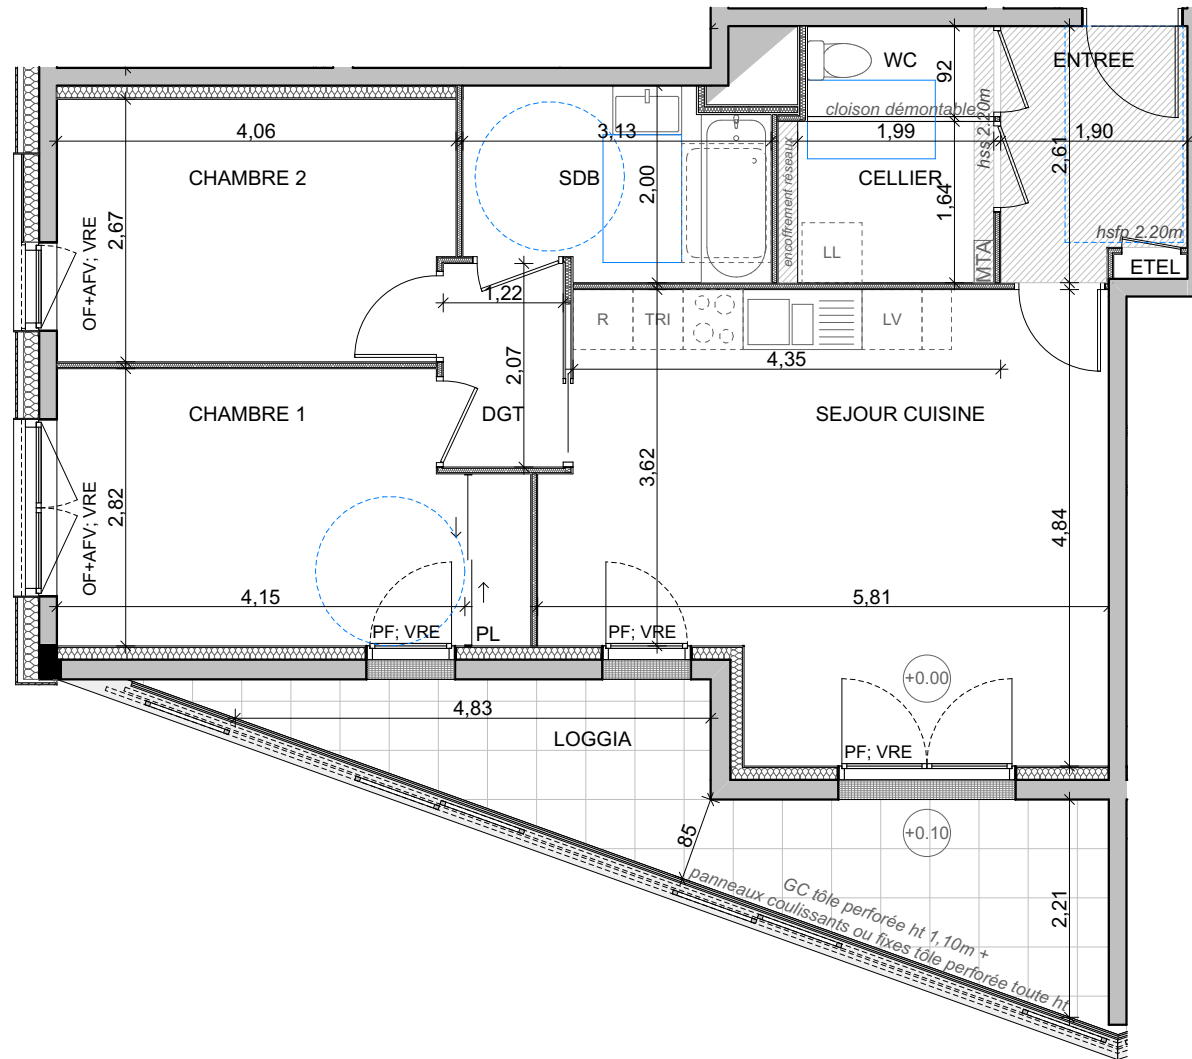 WC
ENTREE
92
cloison démontable
hss 2.20m
4,06
3,13
1,99
1,90
2,61
CHAMBRE 2
SDB
2,00
CELLIER
1,64
encoffrement réseaux
2,67
OF+AFV; VRE
hsfp 2.20m
LL
MTA
ETEL
1,22
R
TRI
LV
2,07
4,35
CHAMBRE 1
DGT
SEJOUR CUISINE
3,62
2,82
OF+AFV; VRE
4,84
4,15
5,81
PF; VRE
PL
PF; VRE
+0.00
4,83
LOGGIA
PF; VRE
85
+0.10
2,21
GC tôle perforée ht 1,10m +
panneaux coulissants ou fixes tôle perforée toute ht